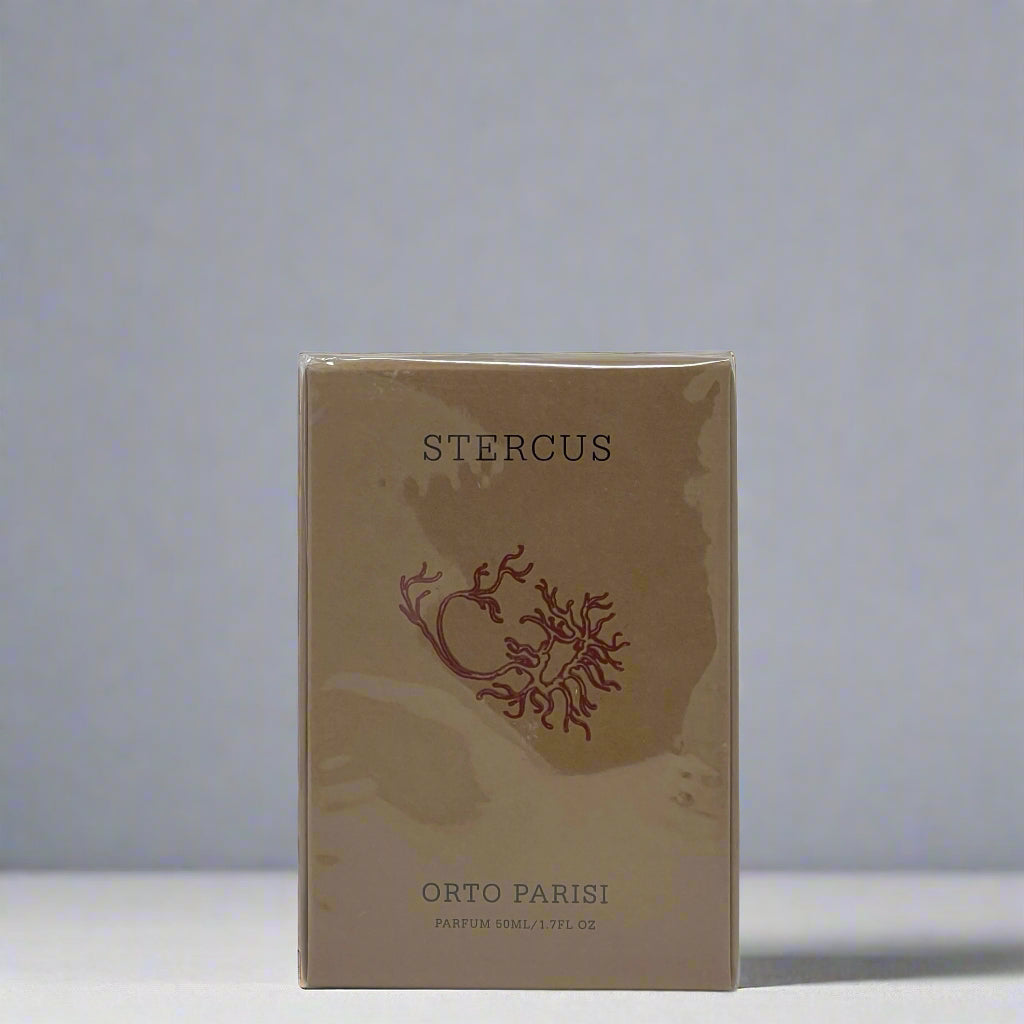 STERCUS
ORTO PARISI
PARFUM 50ML/1.7FL OZ